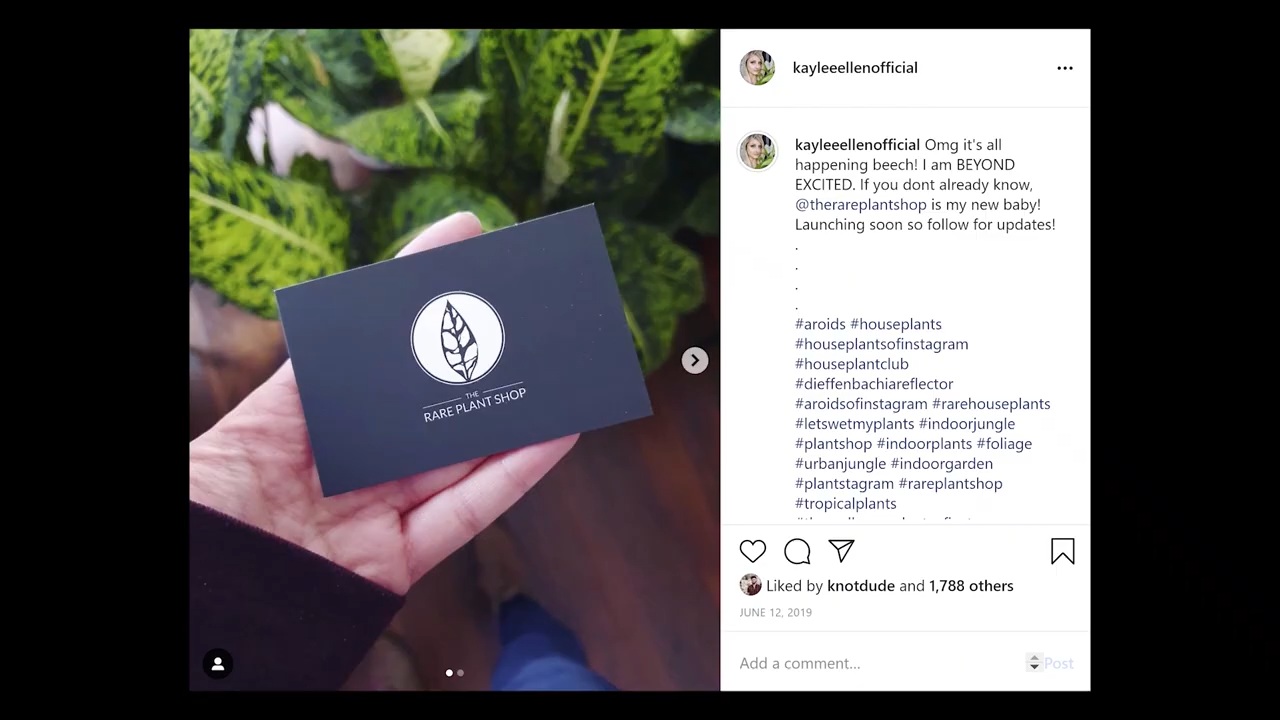 THE
RARE PLANT SHOP
kayleeellenofficial
kayleeellenofficial Omg it's all
happening beech! I am BEYOND
EXCITED. If you dont already know,
@therareplantshop is my new baby!
Launching soon so follow for updates!
.
.
.
.
#aroids #houseplants
#houseplantsofinstagram
#houseplantclub
#dieffenbachiareflector
#aroidsofinstagram #rarehouseplants
#letswetmyplants #indoorjungle
#plantshop #indoorplants #foliage
#urbanjungle #indoorgarden
#plantstagram #rareplantshop
#tropicalplants
Liked by knotdude and 1,788 others
JUNE 12, 2019
Add a comment... Post